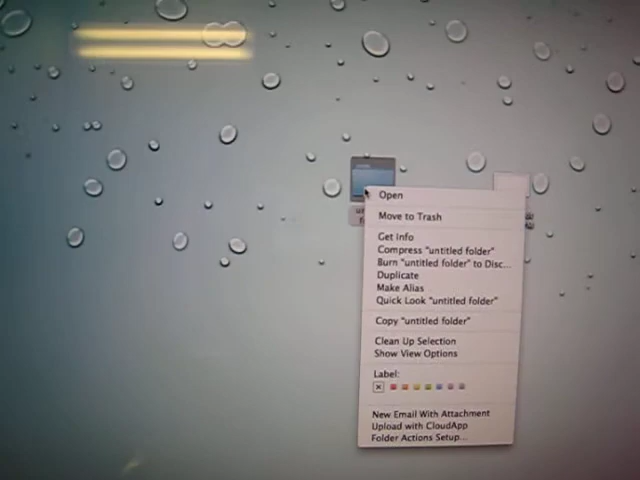 Open
Move to Trash
Get Info
Compress "untitled folder"
Burn "untitled folder" to Disc...
Duplicate
Make Alias
Quick Look "untitled folder"
Copy "untitled folder"
Clean Up Selection
Show View Options
Label:
New Email With Attachment
Upload with CloudApp
Folder Actions Setup...